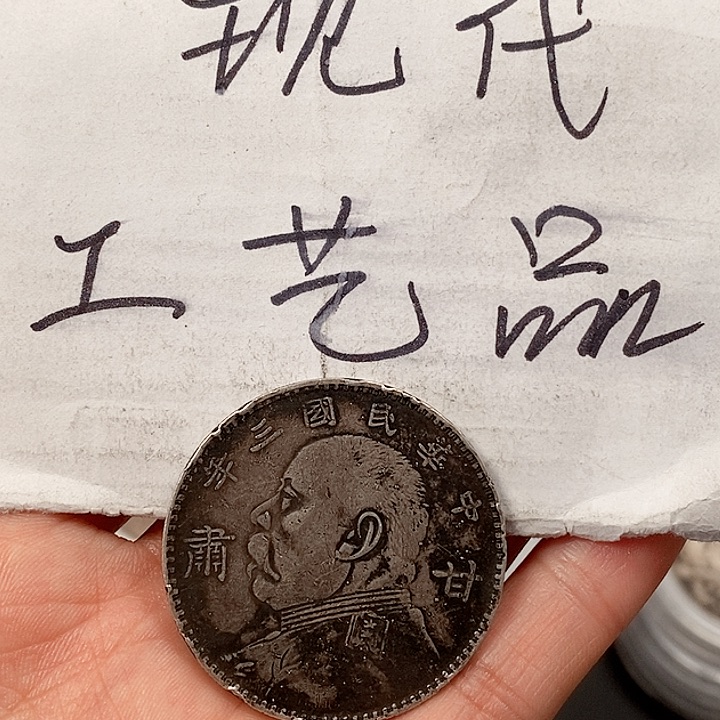 现代
工艺品
中華民國三年
甘肅